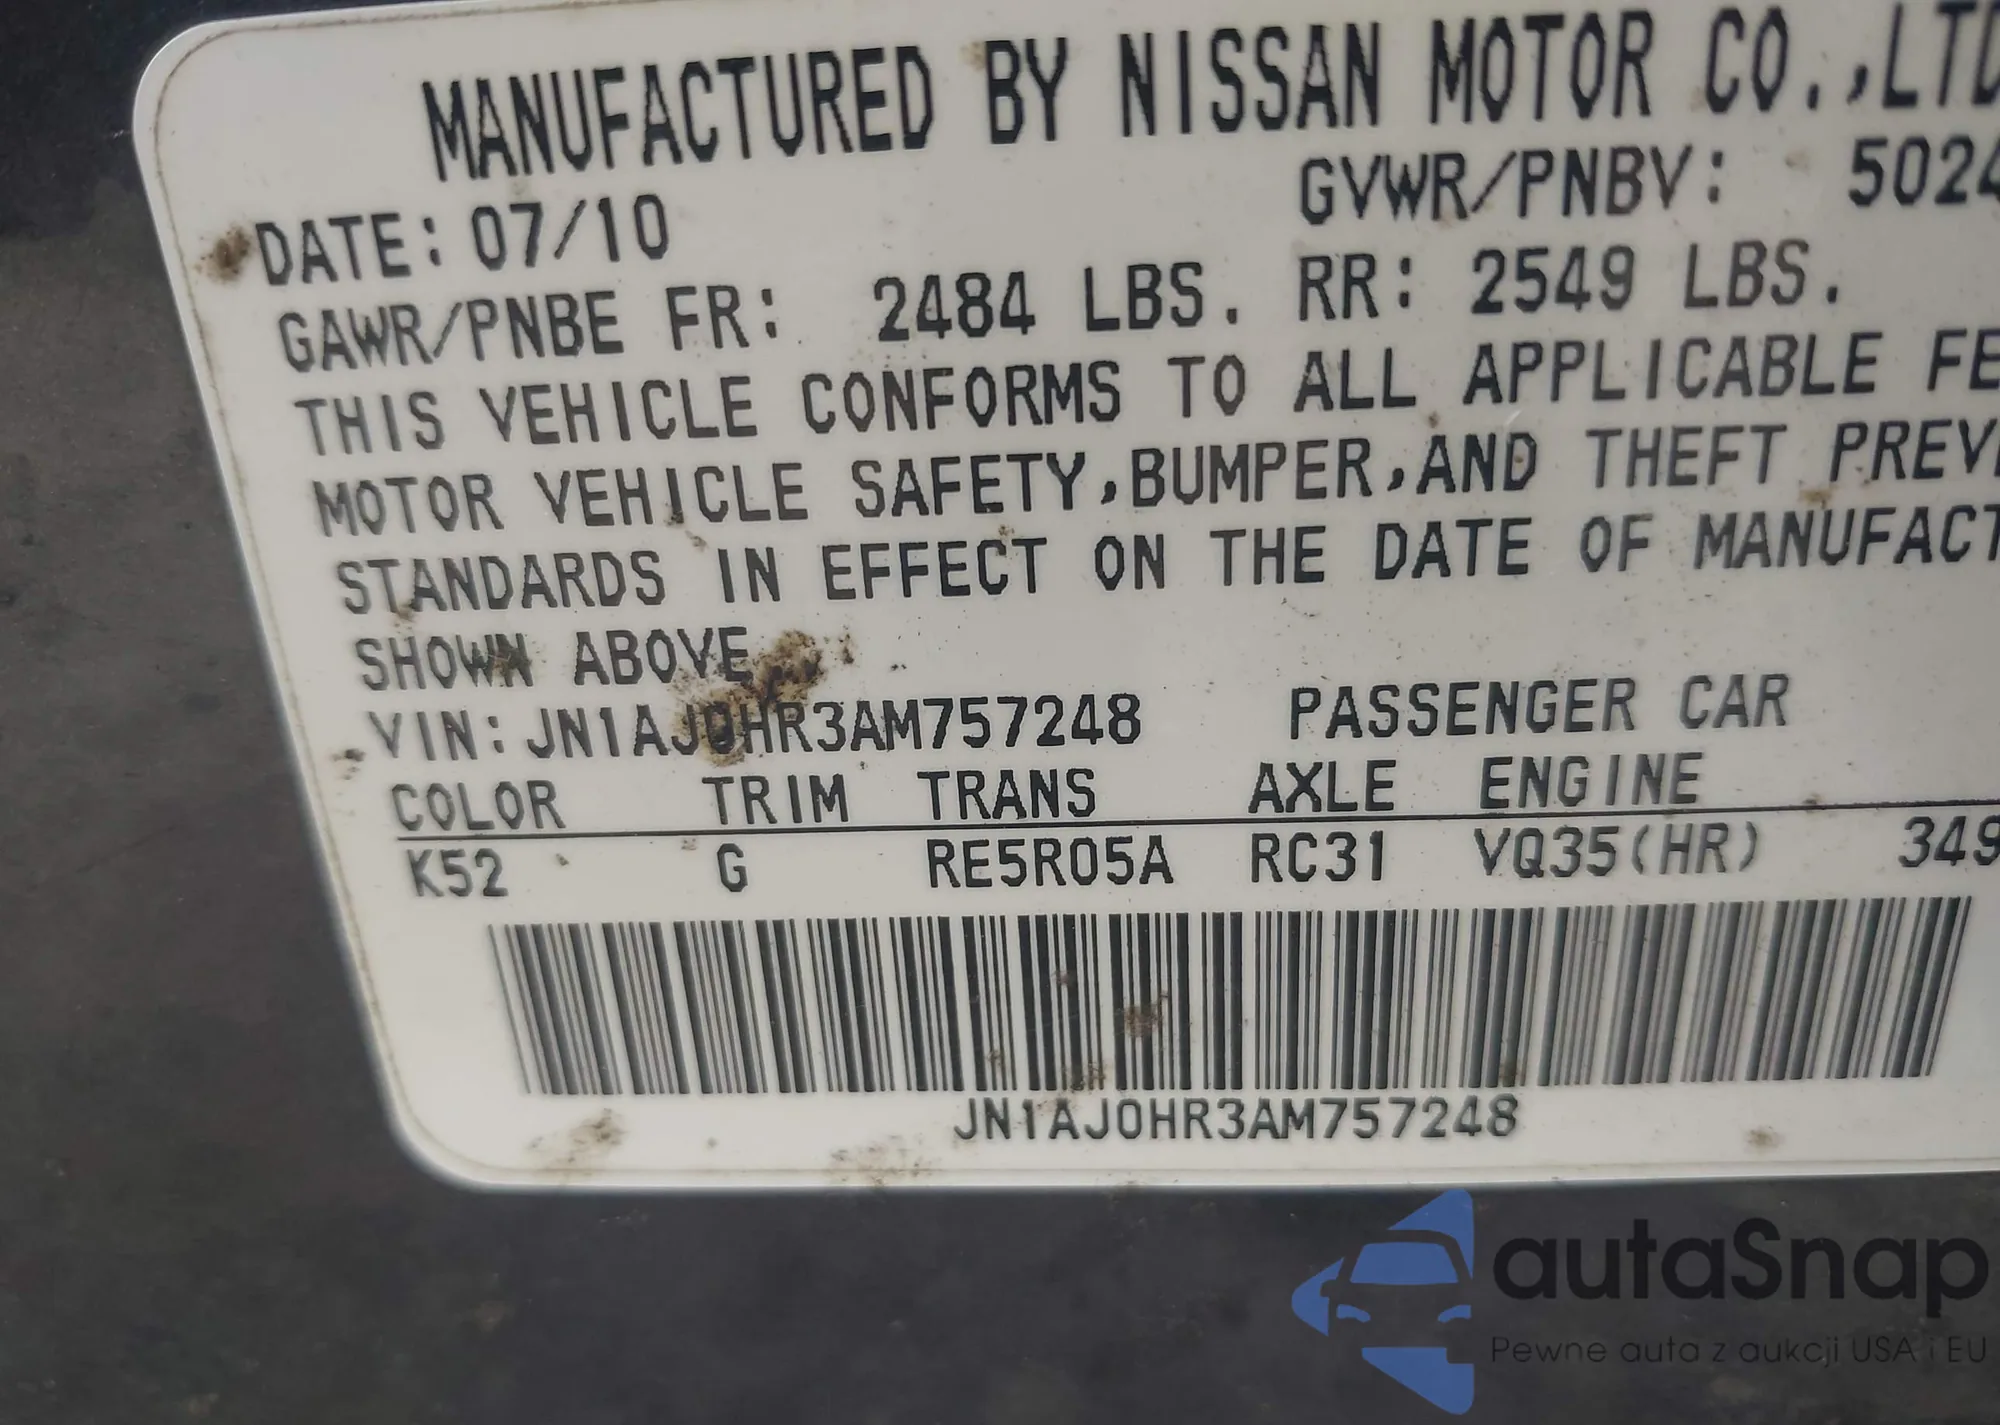 MANUFACTURED BY NISSAN MOTOR CO.,LTD
DATE: 07/10 GVWR/PNBV: 5024
GAWR/PNBE FR: 2484 LBS. RR: 2549 LBS.
THIS VEHICLE CONFORMS TO ALL APPLICABLE FE
MOTOR VEHICLE SAFETY,BUMPER,AND THEFT PREV
STANDARDS IN EFFECT ON THE DATE OF MANUFACT
SHOWN ABOVE.
VIN: JN1AJ0HR3AM757248 PASSENGER CAR
COLOR TRIM TRANS AXLE ENGINE
K52 G RE5R05A RC31 VQ35(HR) 349
JN1AJ0HR3AM757248
autaSnap
Pewne auta z aukcji USA i EU